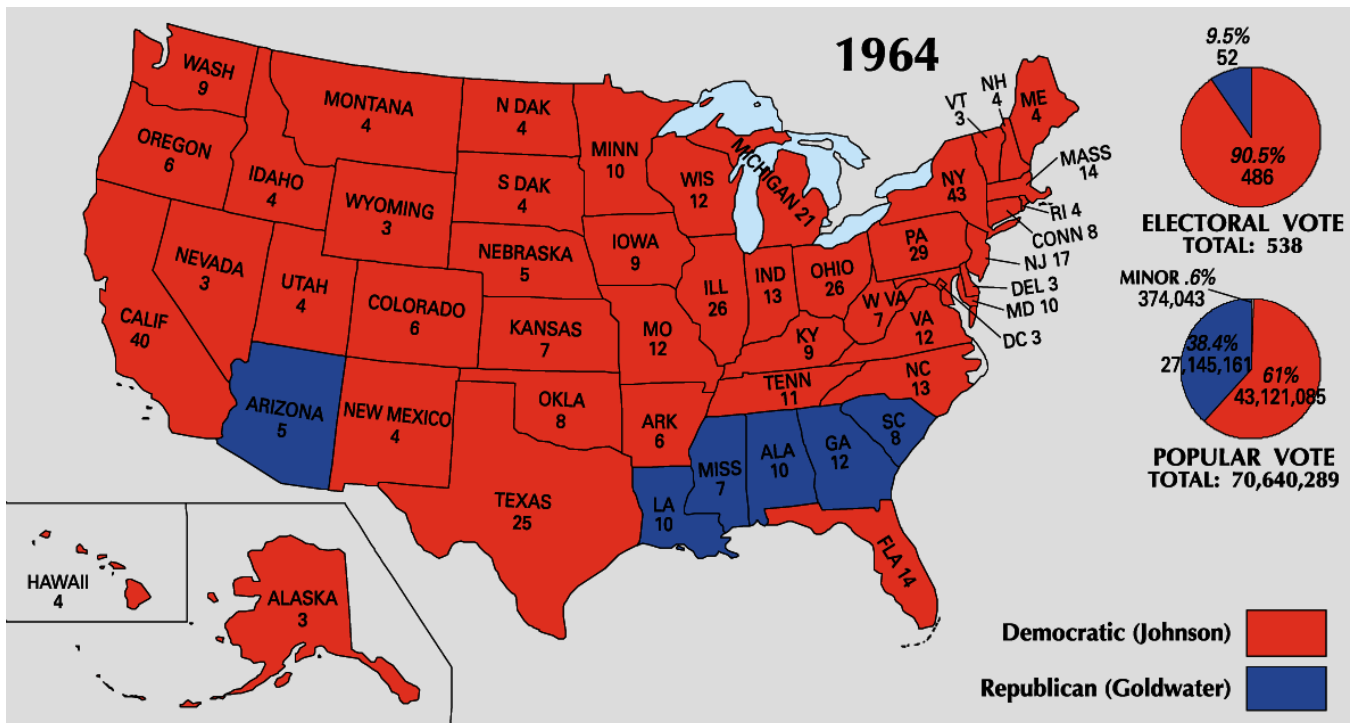 1964
WASH
9
OREGON
6
CALIF
40
NEVADA
3
IDAHO
4
MONTANA
4
WYOMING
3
UTAH
4
COLORADO
6
ARIZONA
5
NEW MEXICO
4
N DAK
4
S DAK
4
NEBRASKA
5
KANSAS
7
OKLA
8
TEXAS
25
MINN
10
IOWA
9
MO
12
ARK
6
LA
10
WIS
12
ILL
26
MICHIGAN 21
IND
13
OHIO
26
KY
9
TENN
11
MISS
7
ALA
10
GA
12
FLA 14
SC
8
NC
13
VA
12
W VA
7
PA
29
NY
43
VT
3
NH
4
ME
4
MASS
14
RI 4
CONN 8
NJ 17
DEL 3
MD 10
DC 3
HAWAII
4
ALASKA
3
9.5%
52
90.5%
486
ELECTORAL VOTE
TOTAL: 538
MINOR .6%
374,043
38.4%
27,145,161
61%
43,121,085
POPULAR VOTE
TOTAL: 70,640,289
Democratic (Johnson)
Republican (Goldwater)